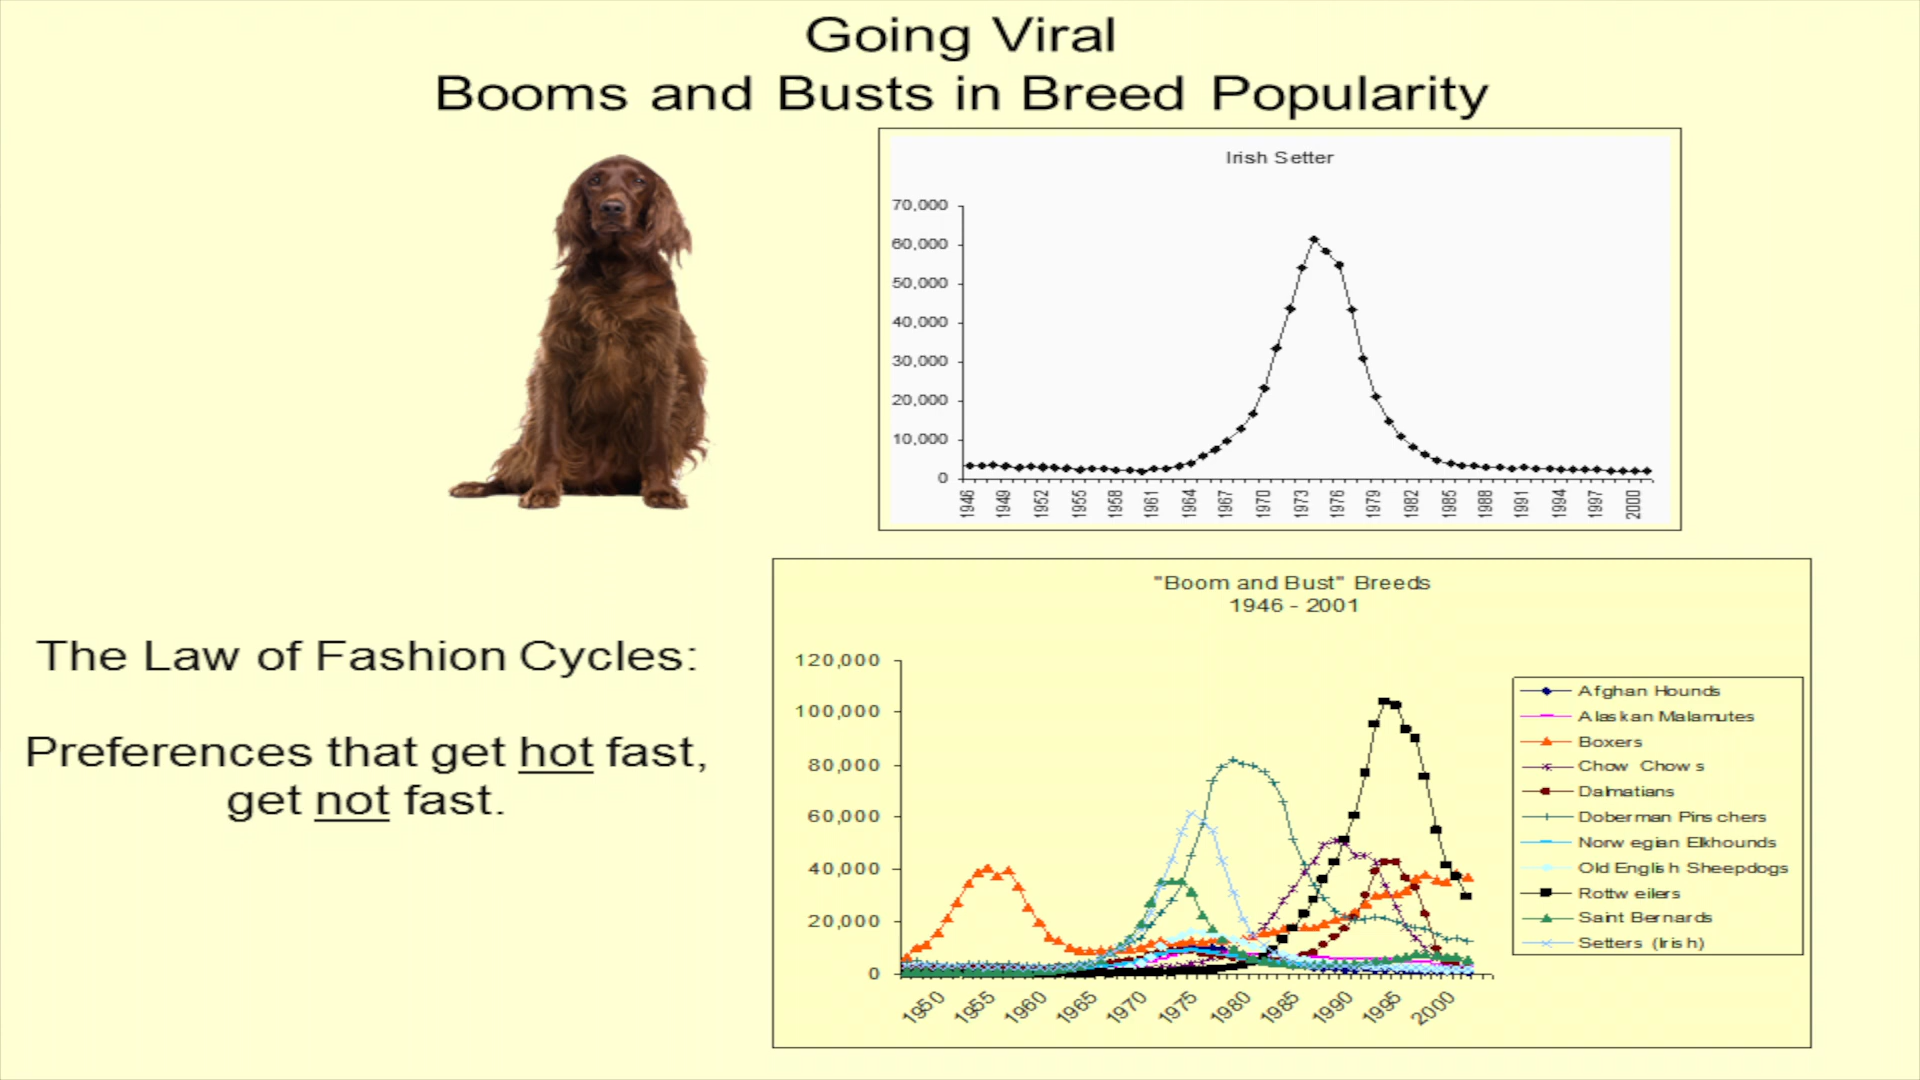 Going Viral
Booms and Busts in Breed Popularity
Irish Setter
70,000
60,000
50,000
40,000
30,000
20,000
10,000
0
1946
1949
1952
1955
1958
1961
1964
1967
1970
1973
1976
1979
1982
1985
1988
1991
1994
1997
2000
The Law of Fashion Cycles:
Preferences that get hot fast,
get not fast.
"Boom and Bust" Breeds
1946 - 2001
120,000
100,000
80,000
60,000
40,000
20,000
0
1950
1955
1960
1965
1970
1975
1980
1985
1990
1995
2000
Afghan Hounds
Alaskan Malamutes
Boxers
Chow Chows
Dalmatians
Doberman Pinschers
Norwegian Elkhounds
Old English Sheepdogs
Rottweilers
Saint Bernards
Setters (Irish)